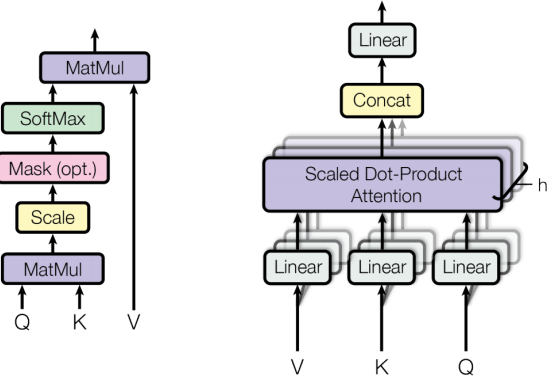 MatMul
SoftMax
Mask (opt.)
Scale
MatMul
Q K V
Linear
Concat
Scaled Dot-Product
Attention
h
Linear Linear Linear
V K Q